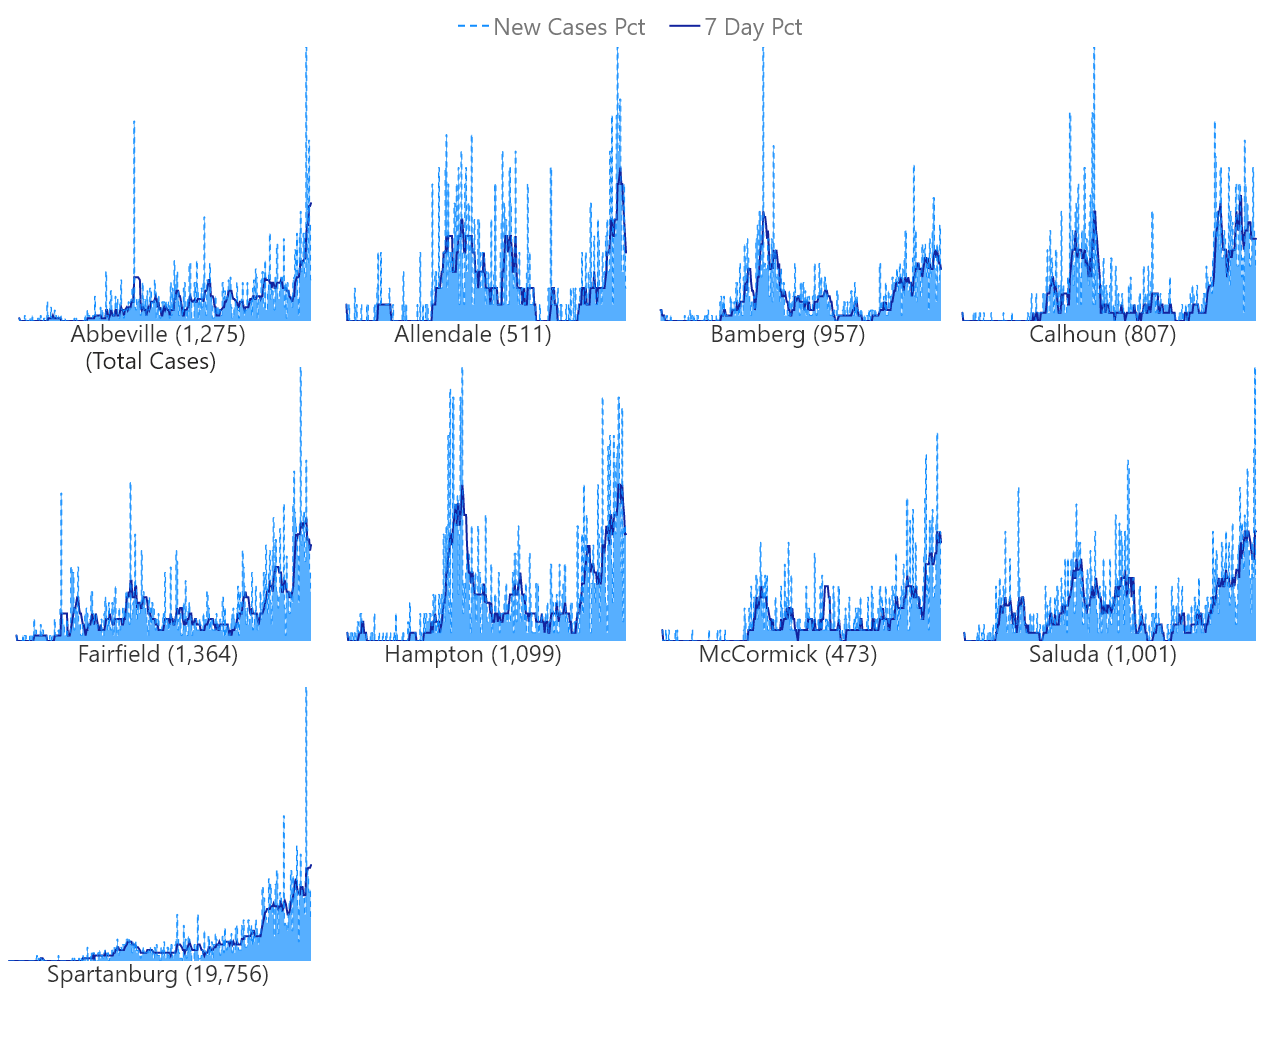 New Cases Pct 7 Day Pct
Abbeville (1,275) Allendale (511) Bamberg (957) Calhoun (807)
(Total Cases)
Fairfield (1,364) Hampton (1,099) McCormick (473) Saluda (1,001)
Spartanburg (19,756)